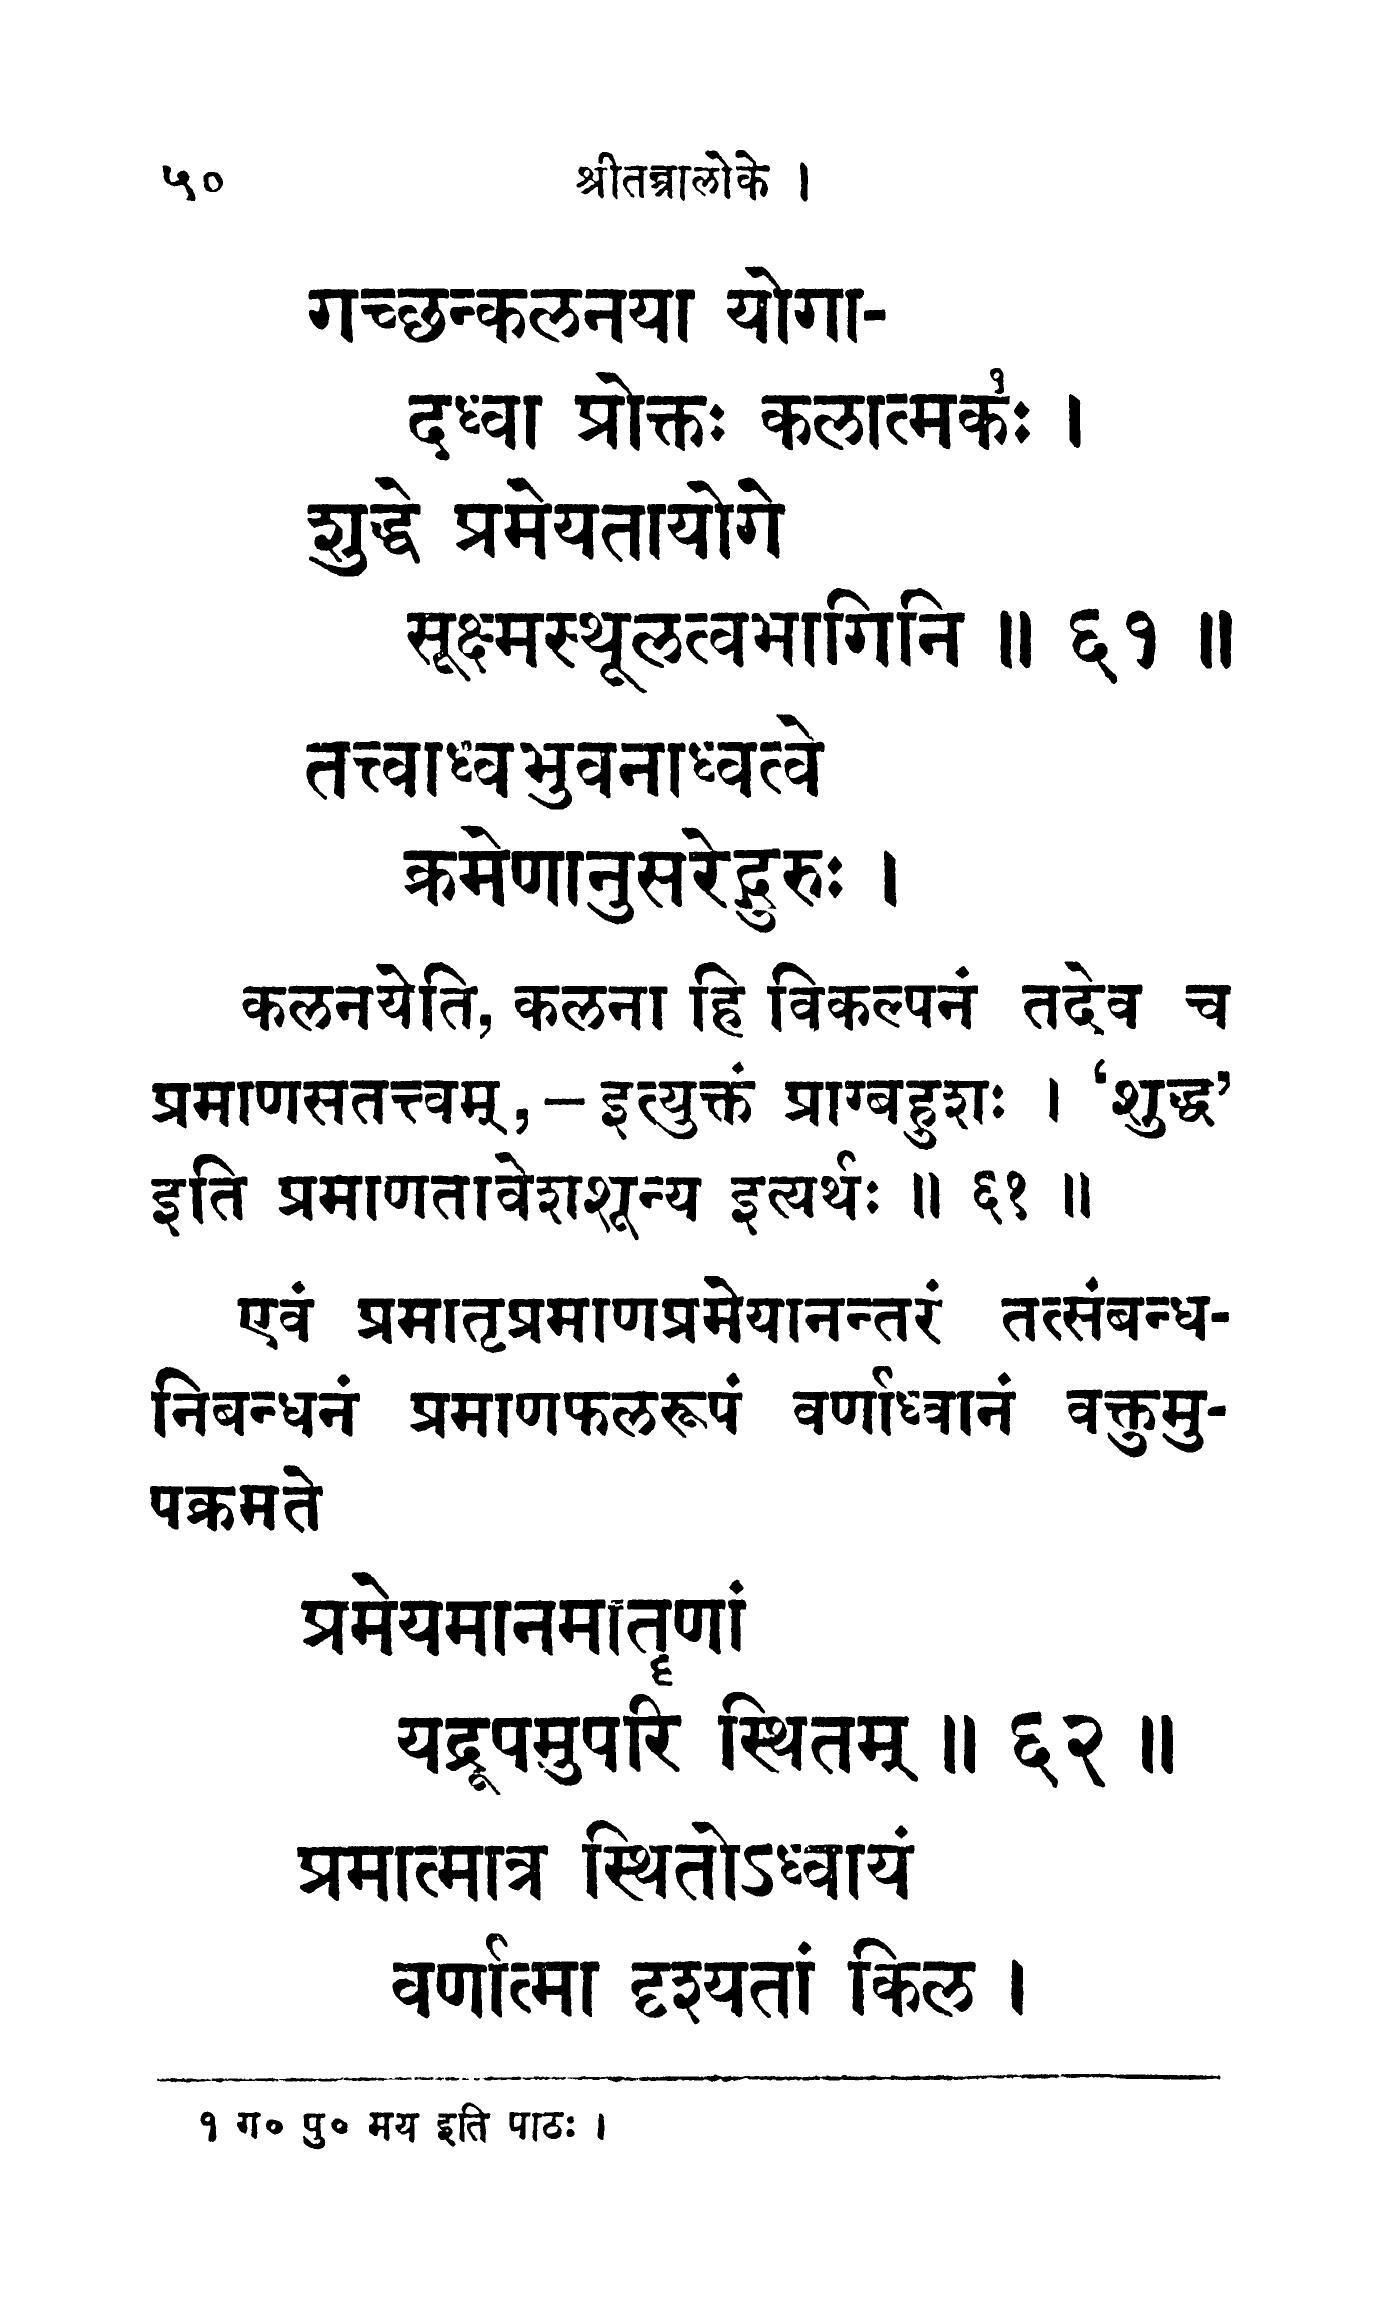 ५० श्रीतन्त्रालोके ।
गच्छन्कलनया योगा-
दध्वा प्रोक्तः कलात्मकः१ ।
शुद्धे प्रमेयतायोगे
सूक्ष्मस्थूलत्वभागिनि ॥ ६१ ॥
तत्त्वाध्वभुवनाध्वत्वे
क्रमेणानुसरेद्गुरुः ।
कलनयेति, कलना हि विकल्पनं तदेव च
प्रमाणसतत्त्वम्, – इत्युक्तं प्राग्बहुशः । ‘शुद्ध’
इति प्रमाणतावेशशून्य इत्यर्थः ॥ ६१ ॥
एवं प्रमातृप्रमाणप्रमेयानन्तरं तत्संबन्ध-
निबन्धनं प्रमाणफलरूपं वर्णाध्वानं वक्तुमु-
पक्रमते
प्रमेयमानमातॄणां
यद्रूपमुपरि स्थितम् ॥ ६२ ॥
प्रमात्मात्र स्थितोऽध्वायं
वर्णात्मा दृश्यतां किल ।
१ ग० पु० मय इति पाठः ।